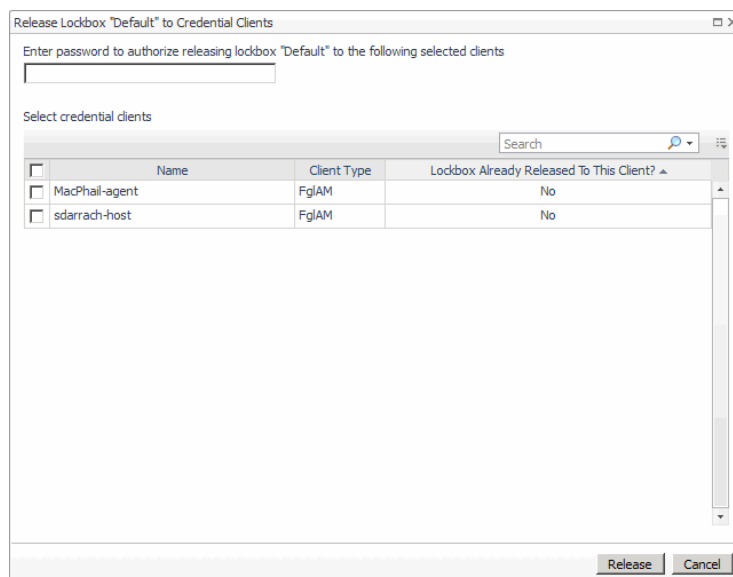 Release Lockbox "Default" to Credential Clients
Enter password to authorize releasing lockbox "Default" to the following selected clients
Select credential clients
Search
Name Client Type Lockbox Already Released To This Client?
MacPhail-agent FglAM No
sdarrach-host FglAM No
Release Cancel